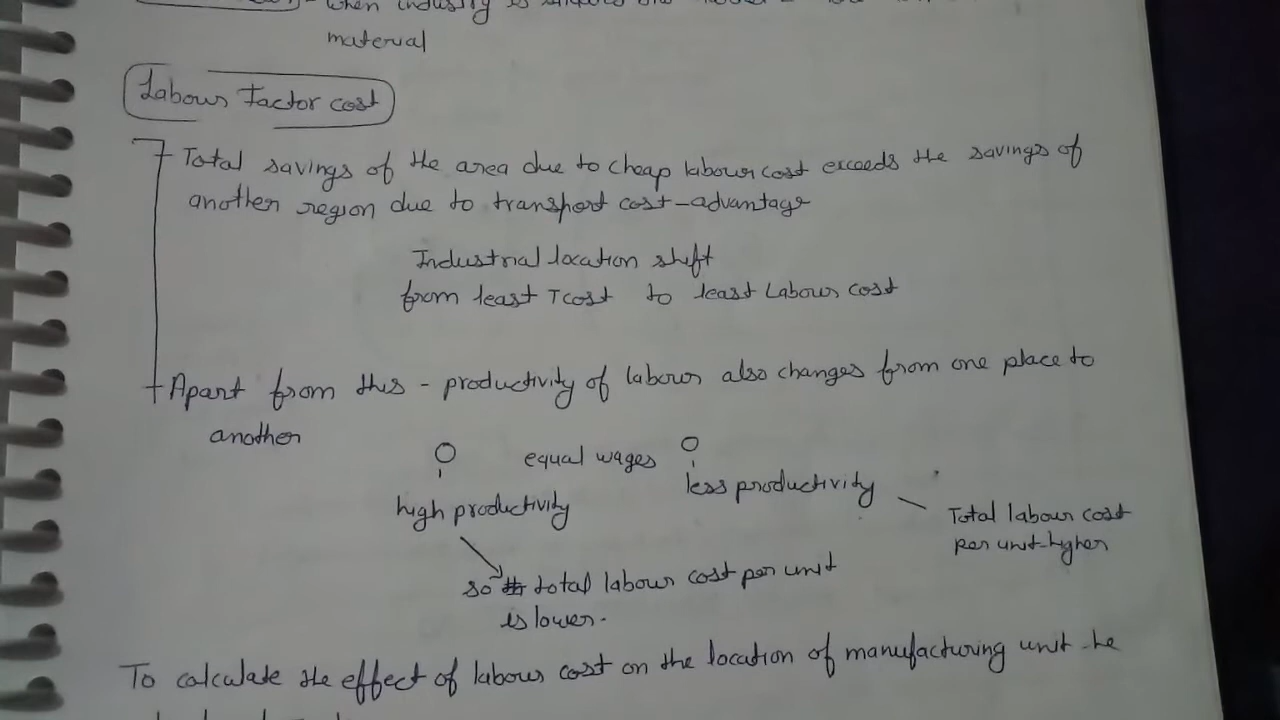 when industry is
material
Labour Factor cost
Total savings of the area due to cheap labour cost exceeds the savings of
another region due to transport cost-advantage
Industrial location shift
from least T cost to least Labour cost
Apart from this - productivity of labour also changes from one place to
another
equal wages
less productivity
high productivity
Total labour cost
per unit-higher
so total labour cost per unit
is lower.
To calculate the effect of labour cost on the location of manufacturing unit - he